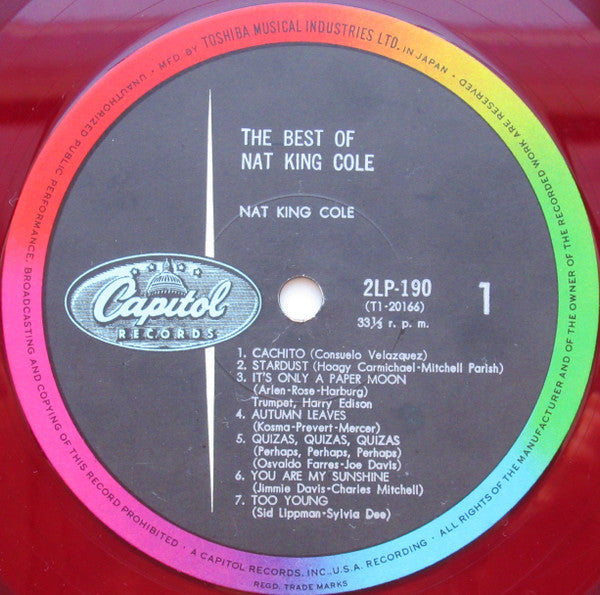 MFD BY TOSHIBA MUSICAL INDUSTRIES LTD. IN JAPAN • UNAUTHORIZED PUBLIC PERFORMANCE, BROADCASTING AND COPYING OF THIS RECORD PROHIBITED • A CAPITOL RECORDS, INC., U.S.A. RECORDING. • ALL RIGHTS OF THE MANUFACTURER AND OF THE OWNER OF THE RECORDED WORK ARE RESERVED •
REGD. TRADE MARKS
THE BEST OF
NAT KING COLE
NAT KING COLE
Capitol
RECORDS
2LP-190
(T1-20166)
33⅓ r. p. m.
1
1. CACHITO (Consuelo Velazquez)
2. STARDUST (Hoagy Carmichael-Mitchell Parish)
3. IT'S ONLY A PAPER MOON
(Arlen-Rose-Harburg)
Trumpet, Harry Edison
4. AUTUMN LEAVES
(Kosma-Prevert-Mercer)
5. QUIZAS, QUIZAS, QUIZAS
(Perhaps, Perhaps, Perhaps)
(Osvaldo Farres-Joe Davis)
6. YOU ARE MY SUNSHINE
(Jimmie Davis-Charles Mitchell)
7. TOO YOUNG
(Sid Lippman-Sylvia Dee)